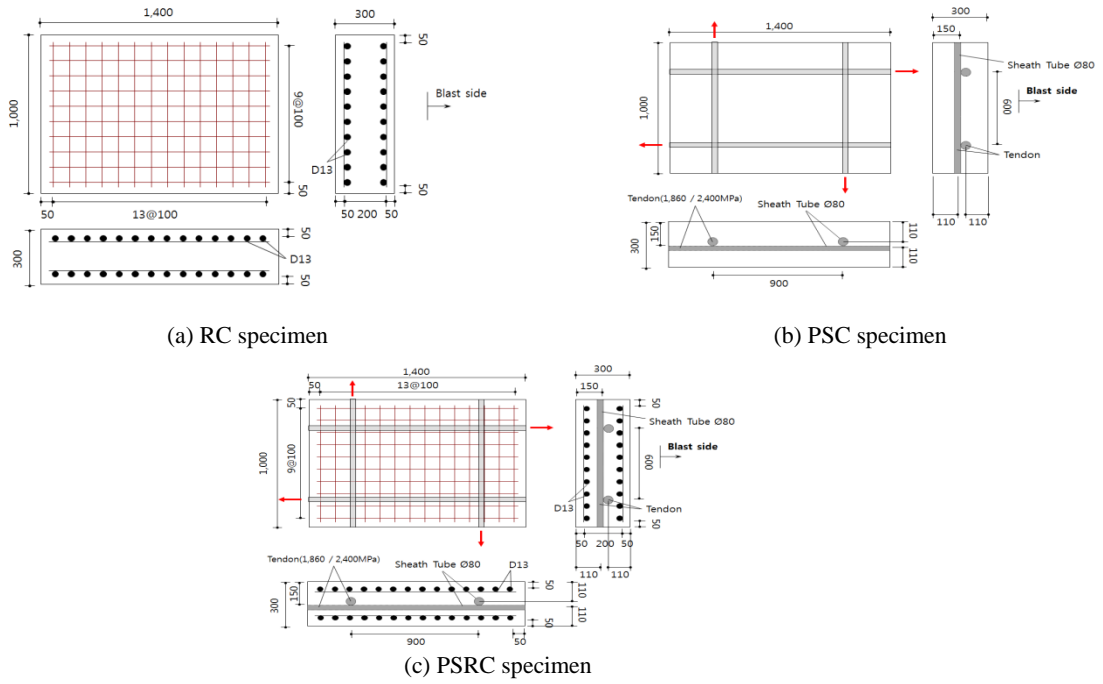 1,400
300
1,000
9@100
50
50
Blast side
D13
50
13@100
50 200 50
300
D13
50
50
(a) RC specimen
1,400
300
150
Sheath Tube Ø80
1,000
Blast side
600
Tendon
Tendon(1,860 / 2,400MPa)
Sheath Tube Ø80
110
110
300
150
110
110
900
(b) PSC specimen
1,400
50
13@100
300
150
50
50
9@100
1,000
Sheath Tube Ø80
Blast side
600
Tendon
D13
50
50 200 50
110
110
Tendon(1,860 / 2,400MPa)
Sheath Tube Ø80
D13
300
150
50
110
50
110
900
50
(c) PSRC specimen